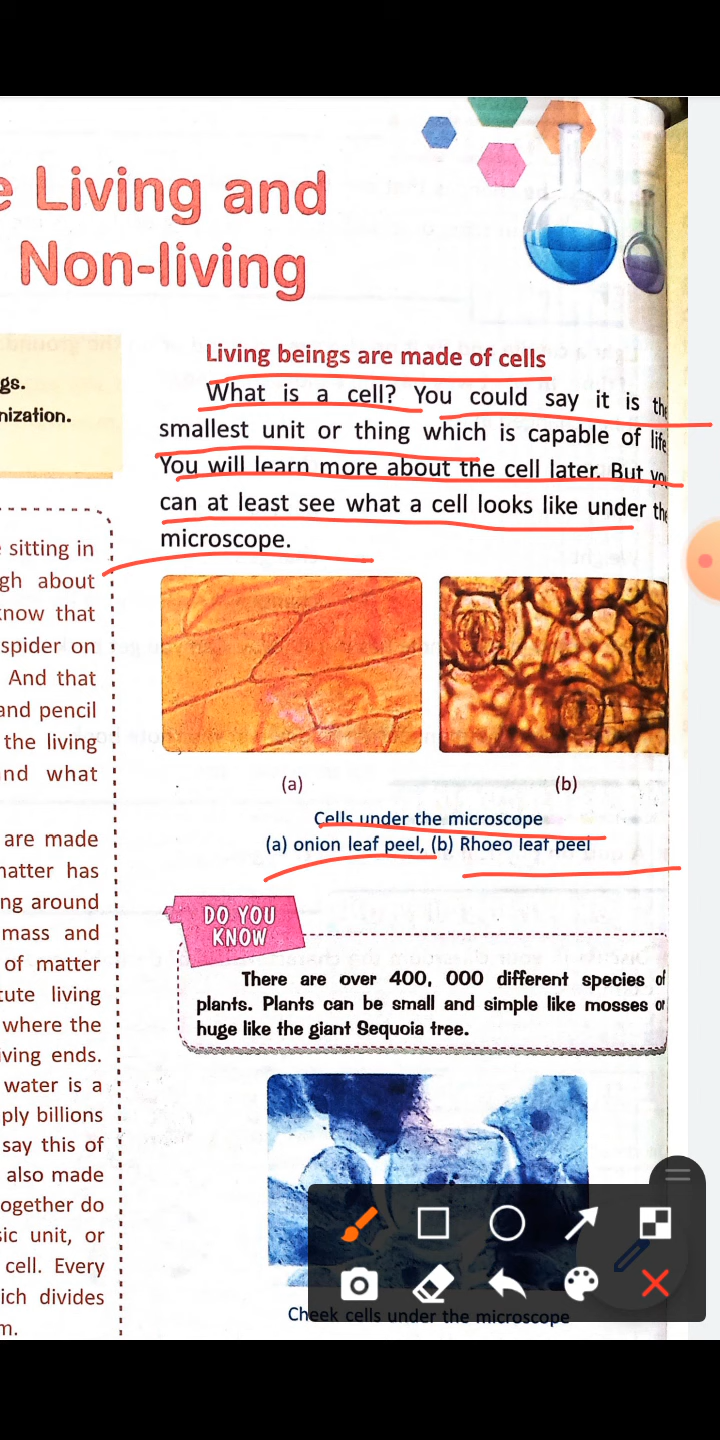 Living and
Non-living
gs.
nization.
sitting in
gh about
know that
spider on
And that
and pencil
the living
and what
are made
matter has
ng around
mass and
of matter
tute living
where the
iving ends.
water is a
ply billions
say this of
also made
ogether do
sic unit, or
cell. Every
ich divides
m.
Living beings are made of cells
What is a cell? You could say it is the
smallest unit or thing which is capable of life
You will learn more about the cell later. But you
can at least see what a cell looks like under the
microscope.
(a) (b)
Cells under the microscope
(a) onion leaf peel, (b) Rhoeo leaf peel
DO YOU
KNOW
There are over 400, 000 different species of
plants. Plants can be small and simple like mosses or
huge like the giant Sequoia tree.
Cheek cells under the microscope